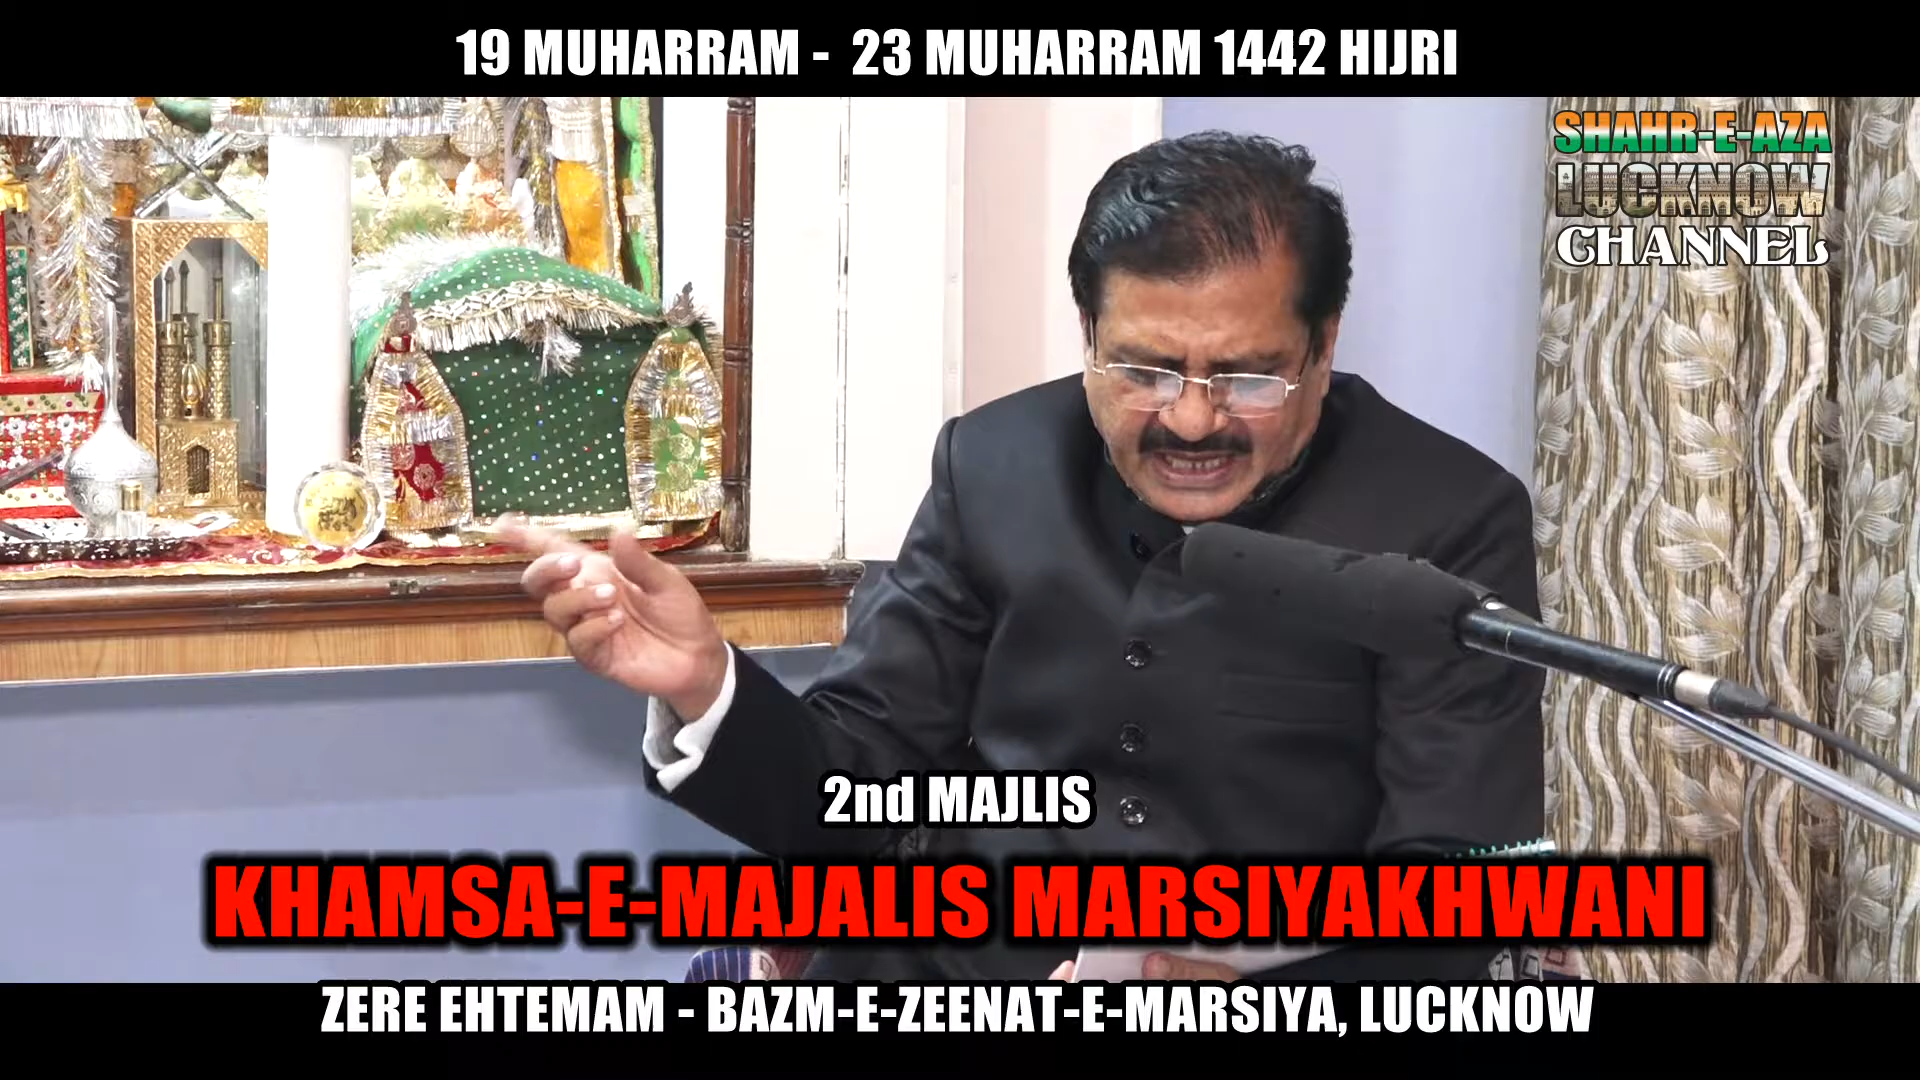 19 MUHARRAM - 23 MUHARRAM 1442 HIJRI
SHAHR-E-AZA
LUCKNOW
CHANNEL
2nd MAJLIS
KHAMSA-E-MAJALIS MARSIYAKHWANI
ZERE EHTEMAM - BAZM-E-ZEENAT-E-MARSIYA, LUCKNOW